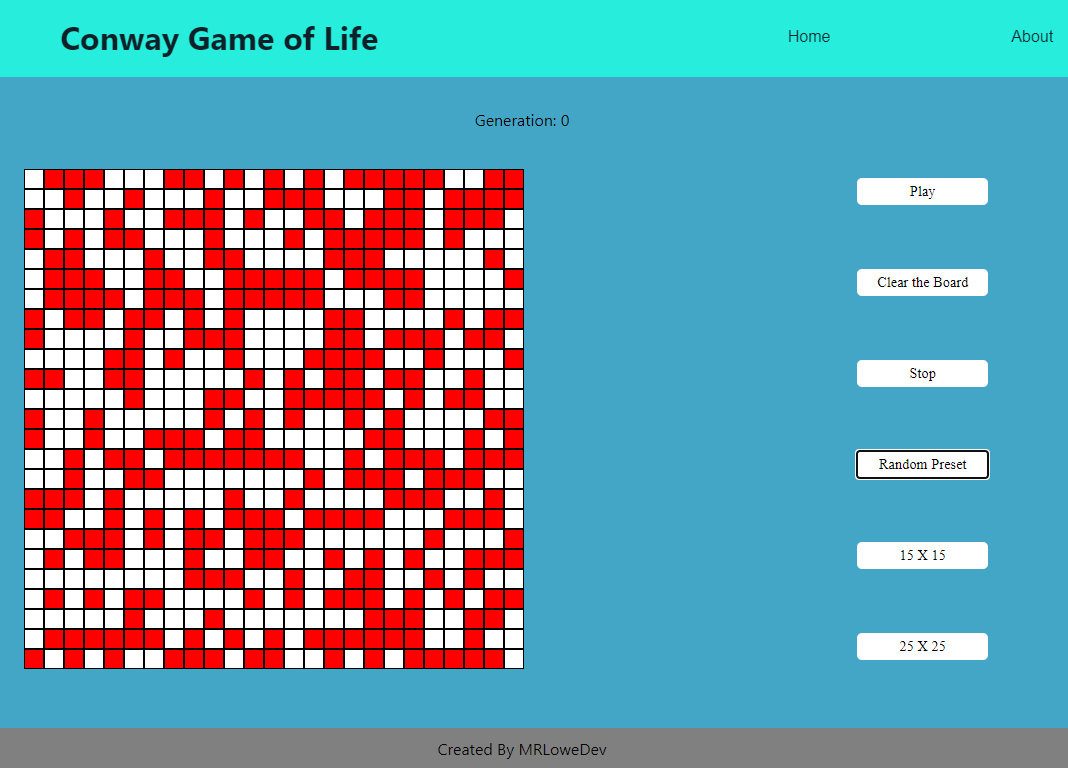 Conway Game of Life
Home
About
Generation: 0
Play
Clear the Board
Stop
Random Preset
15 X 15
25 X 25
Created By MRLoweDev